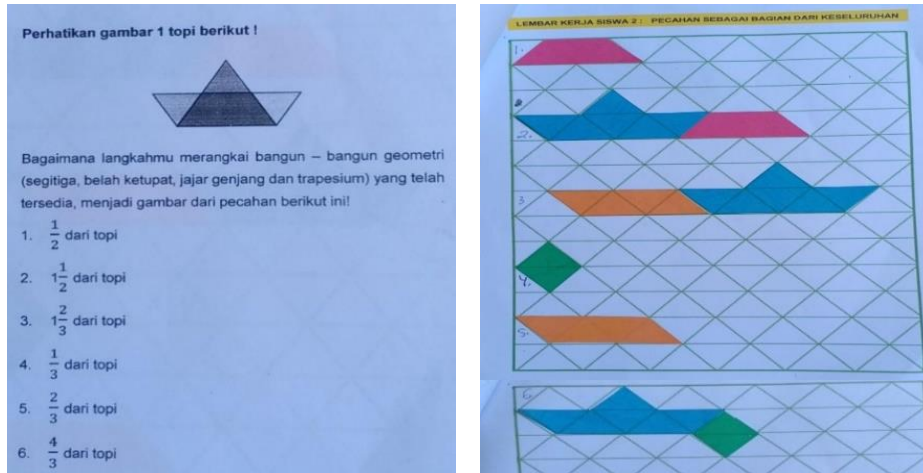 Perhatikan gambar 1 topi berikut !
Bagaimana langkahmu merangkai bangun – bangun geometri
(segitiga, belah ketupat, jajar genjang dan trapesium) yang telah
tersedia, menjadi gambar dari pecahan berikut ini!
1. 1/2 dari topi
2. 1 1/2 dari topi
3. 1 2/3 dari topi
4. 1/3 dari topi
5. 2/3 dari topi
6. 4/3 dari topi
LEMBAR KERJA SISWA 2 : PECAHAN SEBAGAI BAGIAN DARI KESELURUHAN
1.
2.
3
4.
5.
6